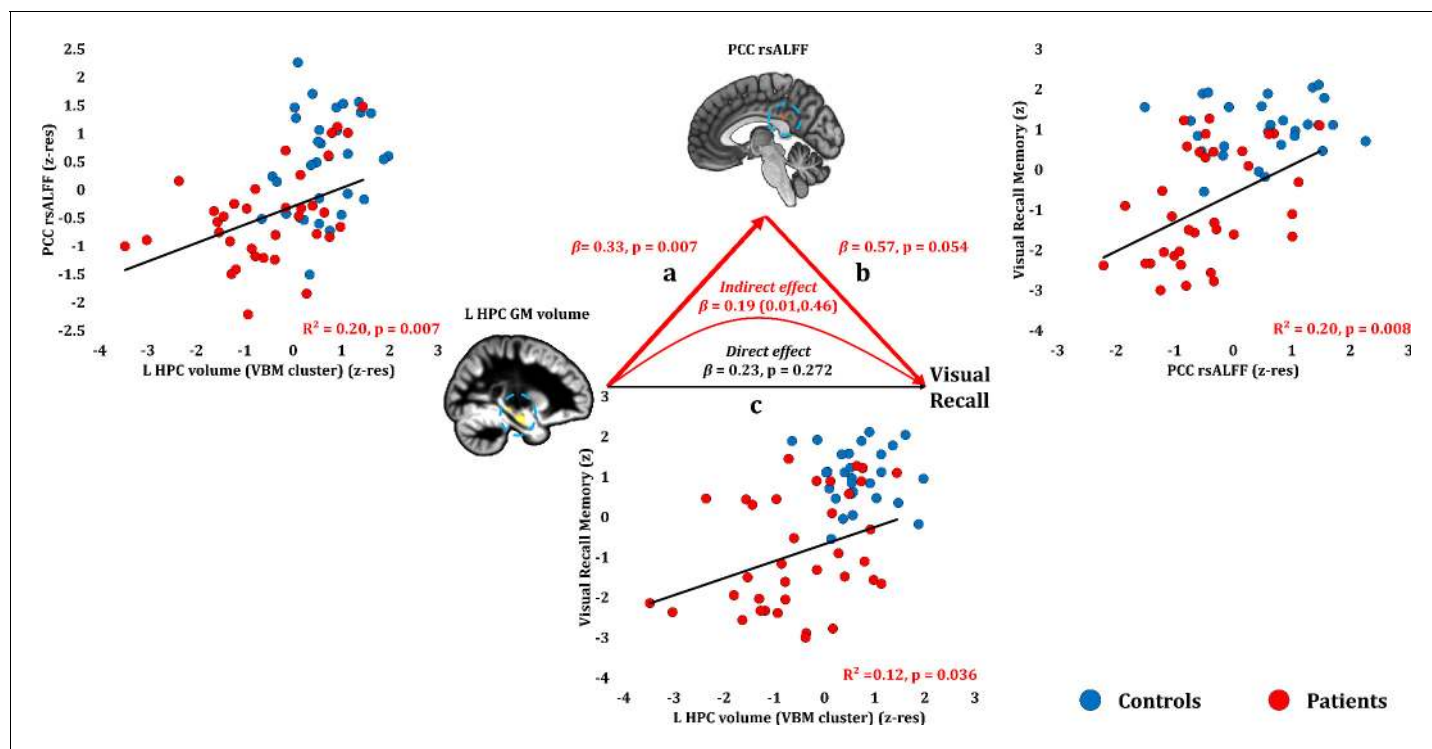 2.5
2
1.5
1
0.5
0
-0.5
-1
-1.5
-2
-2.5
PCC rsALFF (z-res)
-4 -3 -2 -1 0 1 2 3
L HPC volume (VBM cluster) (z-res)
R² = 0.20, p = 0.007
PCC rsALFF
3
2
1
0
-1
-2
-3
-4
Visual Recall Memory (z)
-3 -2 -1 0 1 2 3
PCC rsALFF (z-res)
R² = 0.20, p = 0.008
β= 0.33, p = 0.007
a
β = 0.57, p = 0.054
b
Indirect effect
β = 0.19 (0.01,0.46)
L HPC GM volume
Direct effect
β = 0.23, p = 0.272
c
Visual
Recall
3
2
1
0
-1
-2
-3
-4
Visual Recall Memory (z)
-4 -3 -2 -1 0 1 2 3
L HPC volume (VBM cluster) (z-res)
R² =0.12, p = 0.036
Controls
Patients